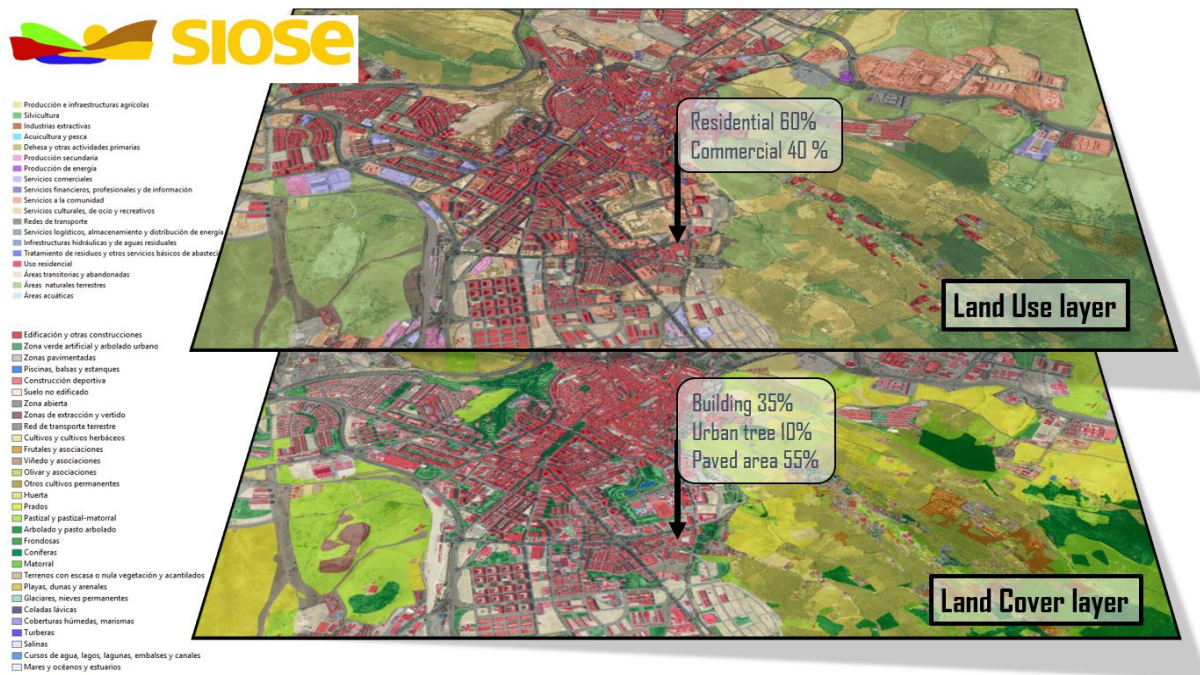 SIOSE
Producción e infraestructuras agrícolas
Silvicultura
Industrias extractivas
Acuicultura y pesca
Dehesa y otras actividades primarias
Producción secundaria
Producción de energía
Servicios comerciales
Servicios financieros, profesionales y de información
Servicios a la comunidad
Servicios culturales, de ocio y recreativos
Redes de transporte
Servicios logísticos, almacenamiento y distribución de energía
Infrestructuras hidráulicas y de aguas residuales
Tratamiento de residuos y otros servicios básicos de abasteci
Uso residencial
Áreas transitorias y abandonadas
Áreas naturales terrestres
Áreas acuáticas
Residential 60%
Commercial 40 %
Land Use layer
Edificación y otras construcciones
Zona verde artificial y arbolado urbano
Zonas pavimentadas
Piscinas, balsas y estanques
Construcción deportiva
Suelo no edificado
Zona abierta
Zonas de extracción y vertido
Red de transporte terrestre
Cultivos y cultivos herbáceos
Frutales y asociaciones
Viñedo y asociaciones
Olivar y asociaciones
Otros cultivos permanentes
Huerta
Prados
Pastizal y pastizal-matorral
Arbolado y pasto arbolado
Frondosas
Coníferas
Matorral
Terrenos con escasa o nula vegetación y acantilados
Playas, dunas y arenales
Glaciares, nieves permanentes
Coladas lávicas
Coberturas húmedas, marismas
Turberas
Salinas
Cursos de agua, lagos, lagunas, embalses y canales
Mares y océanos y estuarios
Building 35%
Urban tree 10%
Paved area 55%
Land Cover layer